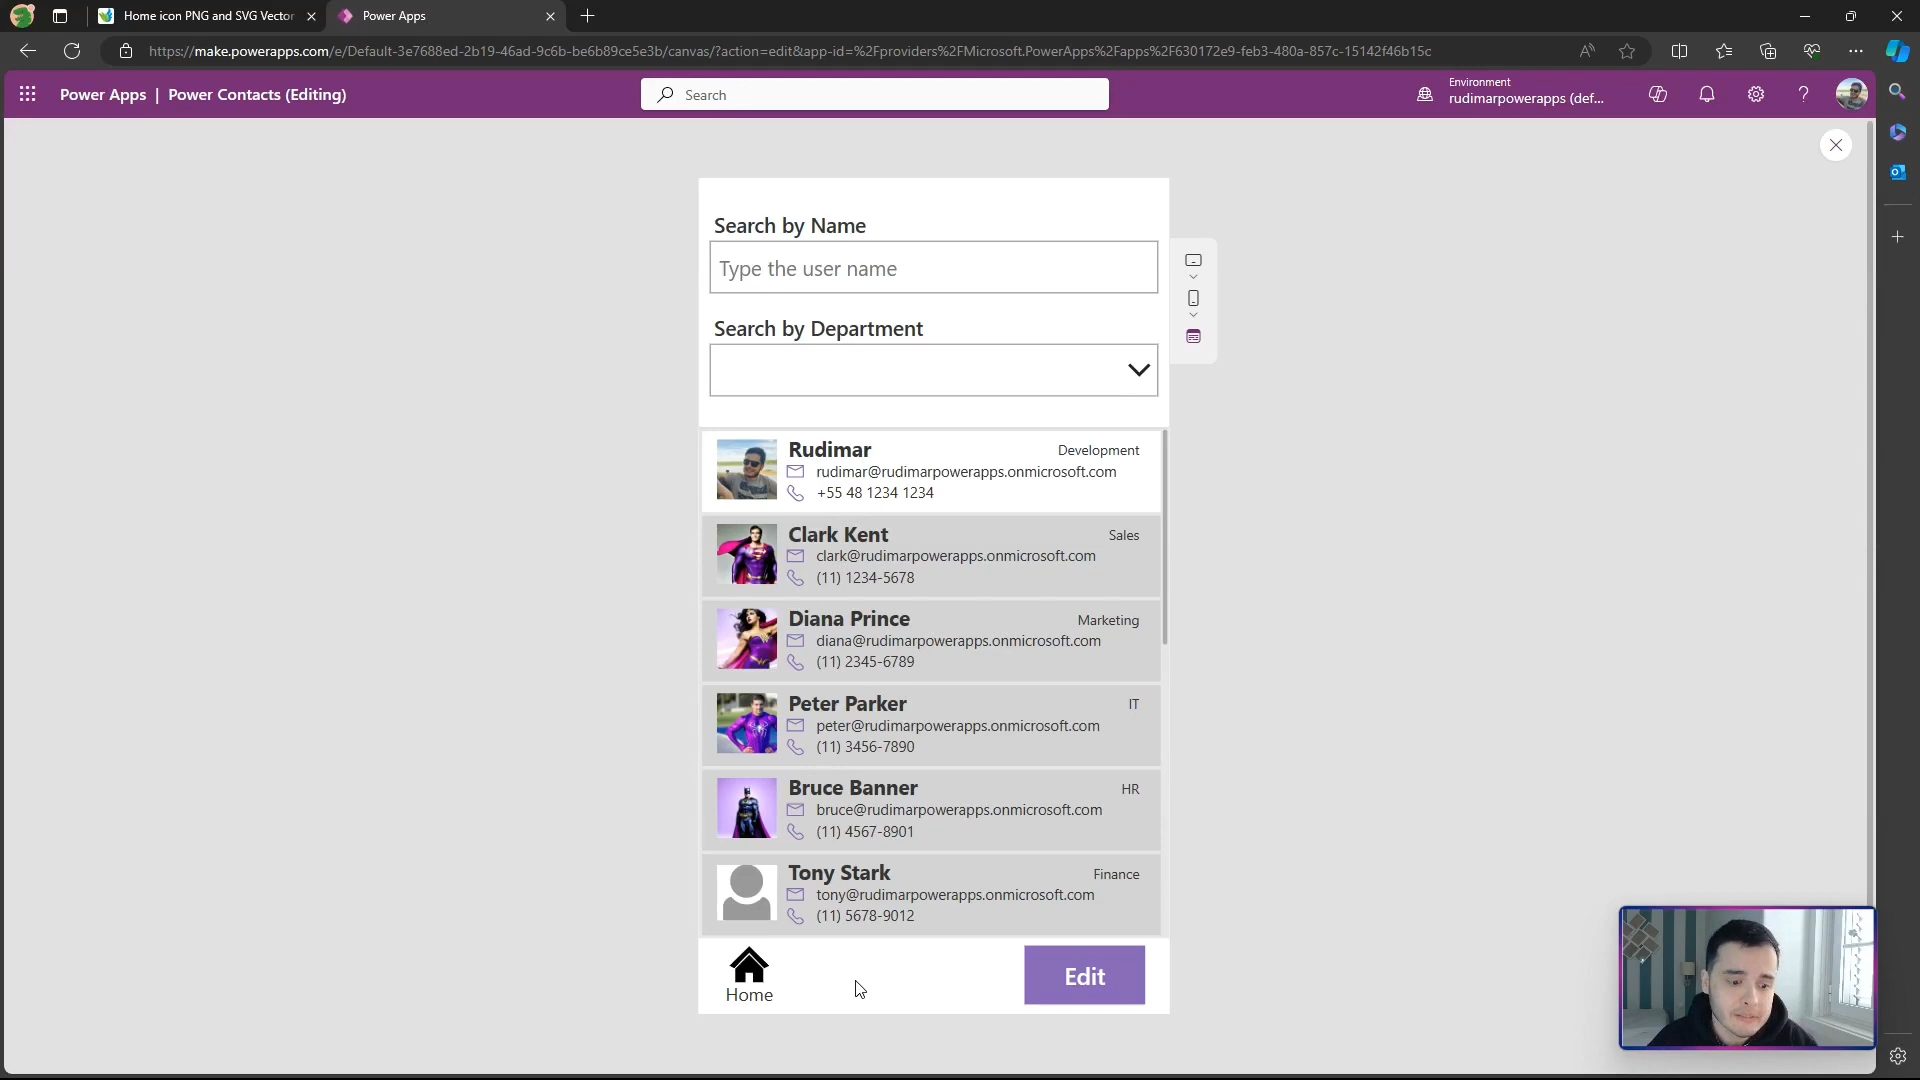 Home icon PNG and SVG Vector
Power Apps
https://make.powerapps.com/e/Default-3e7688ed-2b19-46ad-9c6b-be6b89ce5e3b/canvas/?action=edit&app-id=%2Fproviders%2FMicrosoft.PowerApps%2Fapps%2F630172e9-feb3-480a-857c-15142f46b15c
Power Apps | Power Contacts (Editing)
Search
Environment
rudimarpowerapps (def...
Search by Name
Type the user name
Search by Department
Rudimar
Development
rudimar@rudimarpowerapps.onmicrosoft.com
+55 48 1234 1234
Clark Kent
Sales
clark@rudimarpowerapps.onmicrosoft.com
(11) 1234-5678
Diana Prince
Marketing
diana@rudimarpowerapps.onmicrosoft.com
(11) 2345-6789
Peter Parker
IT
peter@rudimarpowerapps.onmicrosoft.com
(11) 3456-7890
Bruce Banner
HR
bruce@rudimarpowerapps.onmicrosoft.com
(11) 4567-8901
Tony Stark
Finance
tony@rudimarpowerapps.onmicrosoft.com
(11) 5678-9012
Home
Edit